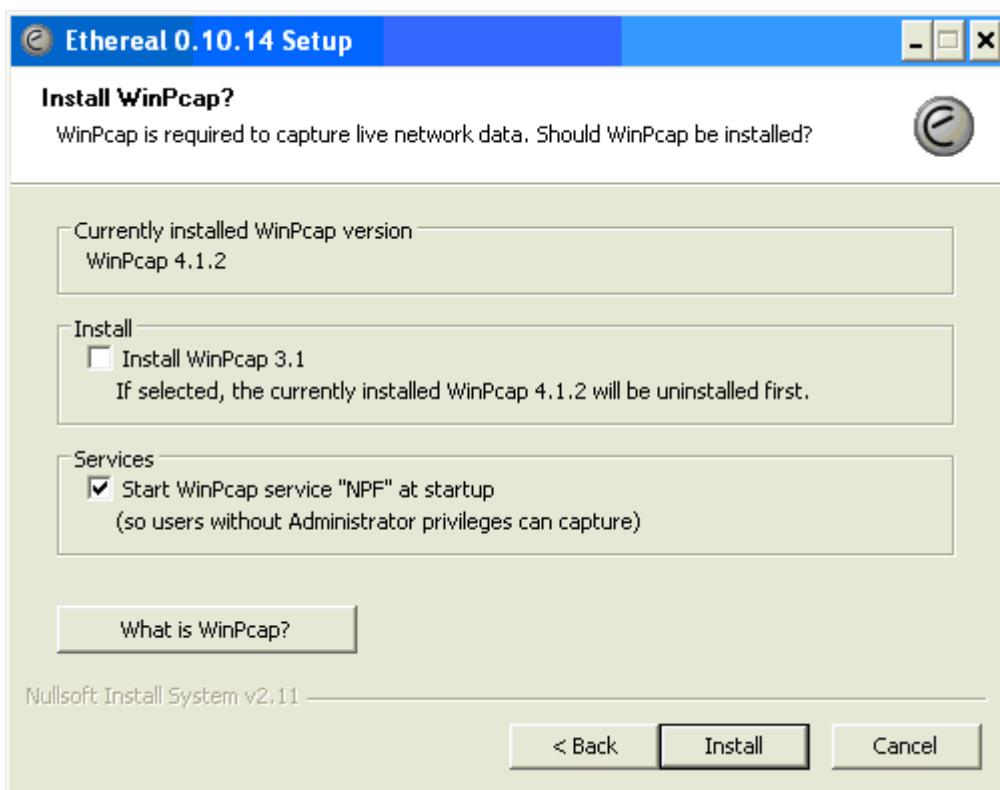 Ethereal 0.10.14 Setup
Install WinPcap?
WinPcap is required to capture live network data. Should WinPcap be installed?
Currently installed WinPcap version
WinPcap 4.1.2
Install
Install WinPcap 3.1
If selected, the currently installed WinPcap 4.1.2 will be uninstalled first.
Services
Start WinPcap service "NPF" at startup
(so users without Administrator privileges can capture)
What is WinPcap?
Nullsoft Install System v2.11
< Back Install Cancel